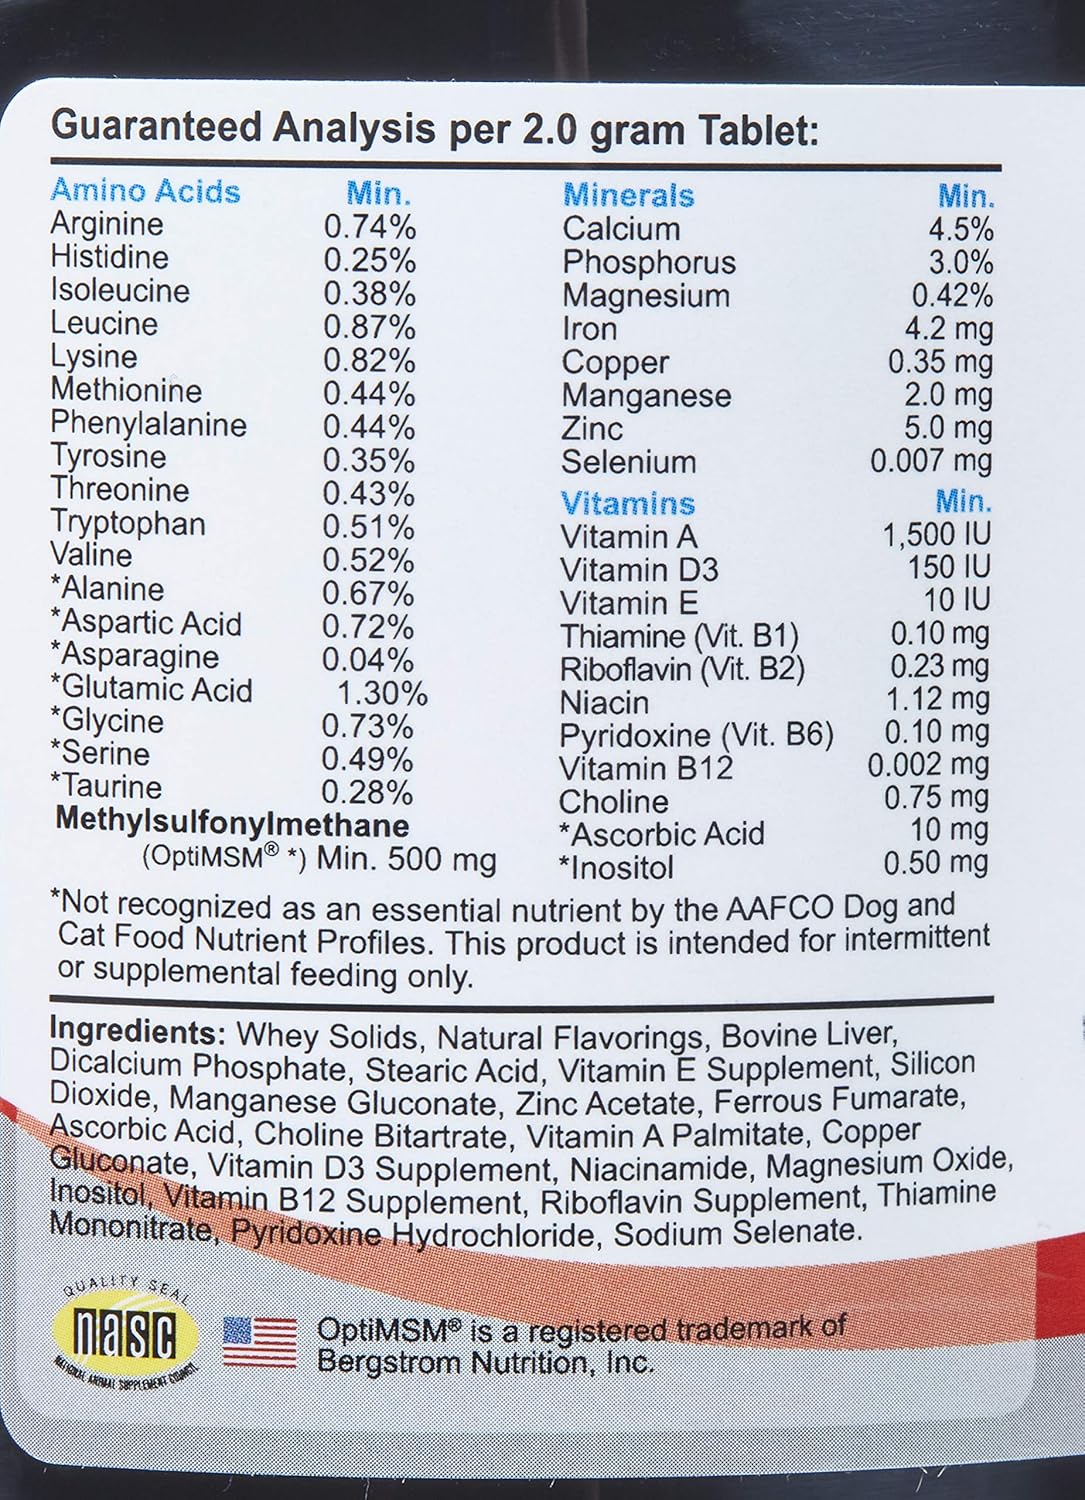 Guaranteed Analysis per 2.0 gram Tablet:
Amino Acids Min.
Arginine 0.74%
Histidine 0.25%
Isoleucine 0.38%
Leucine 0.87%
Lysine 0.82%
Methionine 0.44%
Phenylalanine 0.44%
Tyrosine 0.35%
Threonine 0.43%
Tryptophan 0.51%
Valine 0.52%
*Alanine 0.67%
*Aspartic Acid 0.72%
*Asparagine 0.04%
*Glutamic Acid 1.30%
*Glycine 0.73%
*Serine 0.49%
*Taurine 0.28%
Methylsulfonylmethane
(OptiMSM® *) Min. 500 mg
Minerals Min.
Calcium 4.5%
Phosphorus 3.0%
Magnesium 0.42%
Iron 4.2 mg
Copper 0.35 mg
Manganese 2.0 mg
Zinc 5.0 mg
Selenium 0.007 mg
Vitamins Min.
Vitamin A 1,500 IU
Vitamin D3 150 IU
Vitamin E 10 IU
Thiamine (Vit. B1) 0.10 mg
Riboflavin (Vit. B2) 0.23 mg
Niacin 1.12 mg
Pyridoxine (Vit. B6) 0.10 mg
Vitamin B12 0.002 mg
Choline 0.75 mg
*Ascorbic Acid 10 mg
*Inositol 0.50 mg
*Not recognized as an essential nutrient by the AAFCO Dog and
Cat Food Nutrient Profiles. This product is intended for intermittent
or supplemental feeding only.
Ingredients: Whey Solids, Natural Flavorings, Bovine Liver,
Dicalcium Phosphate, Stearic Acid, Vitamin E Supplement, Silicon
Dioxide, Manganese Gluconate, Zinc Acetate, Ferrous Fumarate,
Ascorbic Acid, Choline Bitartrate, Vitamin A Palmitate, Copper
Gluconate, Vitamin D3 Supplement, Niacinamide, Magnesium Oxide,
Inositol, Vitamin B12 Supplement, Riboflavin Supplement, Thiamine
Mononitrate, Pyridoxine Hydrochloride, Sodium Selenate.
QUALITY SEAL
nasc
NATIONAL ANIMAL SUPPLEMENT COUNCIL
OptiMSM® is a registered trademark of
Bergstrom Nutrition, Inc.